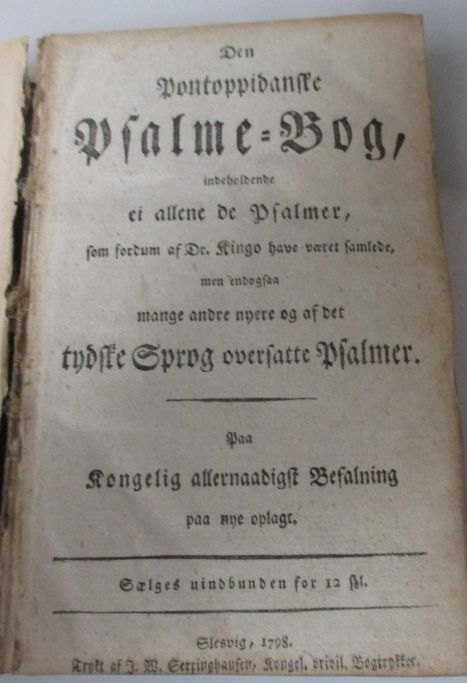 Den
Pontoppidanske
Psalme-Bog,
indeholdende
ei allene de Psalmer,
som fordum af Dr. Kingo have været samlede,
men endogsaa
mange andre nyere og af det
tydske Sprog oversatte Psalmer.
Paa
Kongelig allernaadigst Befalning
paa nye oplagt.
Sælges uindbunden for 12 ßl.
Slesvig, 1798.
Trykt af J. W. Serringhausen, Kongel. privil. Bogtrykker.